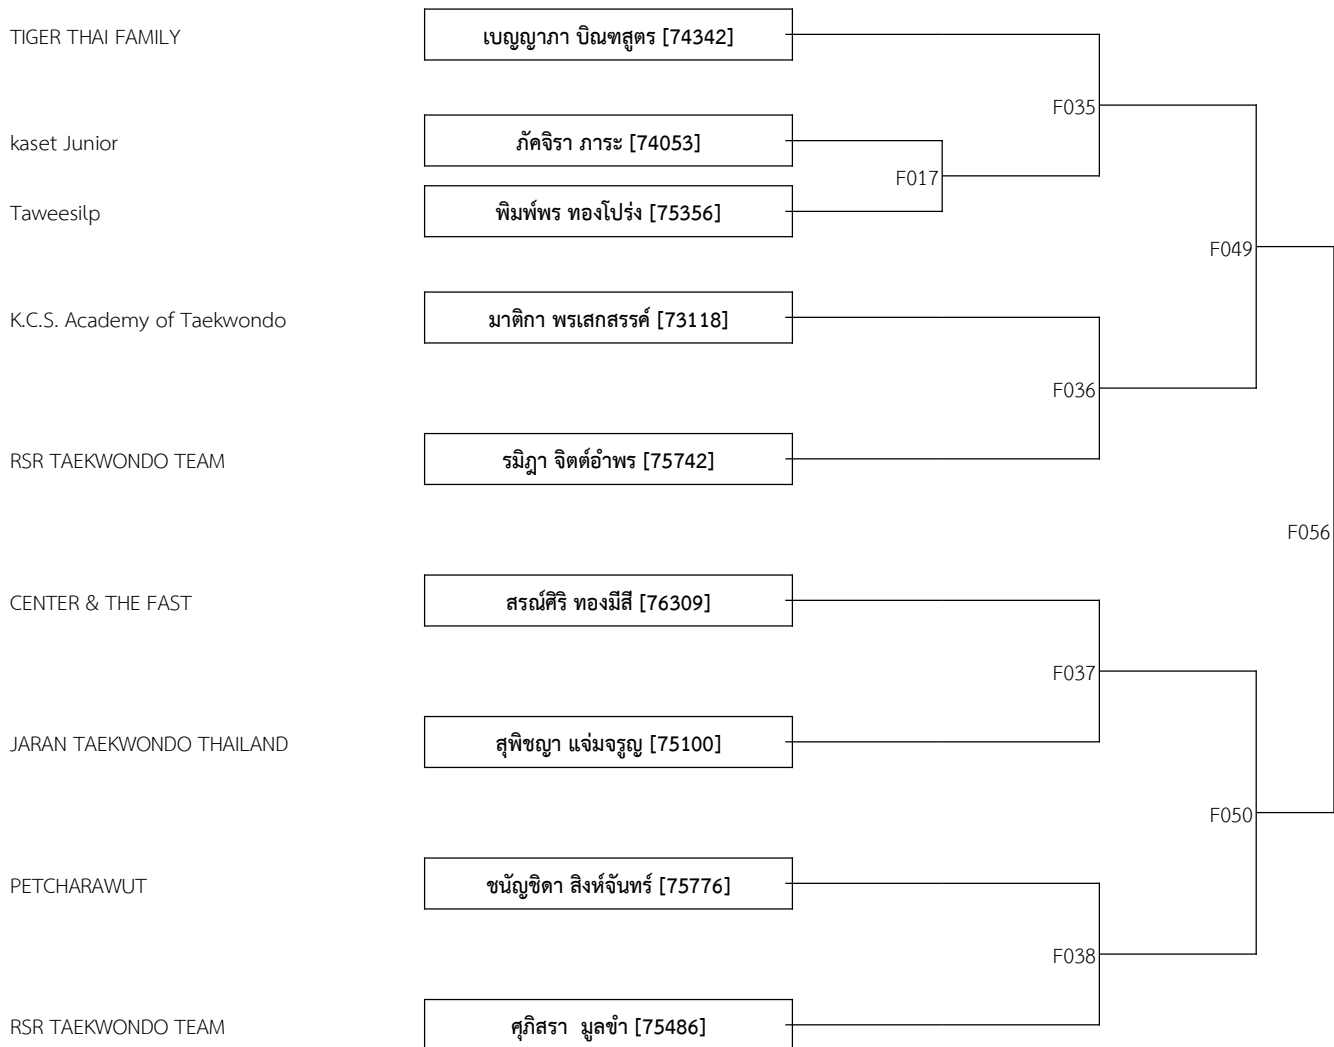 TIGER THAI FAMILY
เบญญาภา บิณฑสูตร [74342]
F035
kaset Junior
ภัคจิรา ภาระ [74053]
F017
Taweesilp
พิมพ์พร ทองโปร่ง [75356]
F049
K.C.S. Academy of Taekwondo
มาติกา พรเสกสรรค์ [73118]
F036
RSR TAEKWONDO TEAM
รมิฎา จิตต์อำพร [75742]
F056
CENTER & THE FAST
สรณ์ศิริ ทองมีสี [76309]
F037
JARAN TAEKWONDO THAILAND
สุพิชญา แจ่มจรูญ [75100]
F050
PETCHARAWUT
ชนัญชิดา สิงห์จันทร์ [75776]
F038
RSR TAEKWONDO TEAM
ศุภิสรา  มูลขำ [75486]